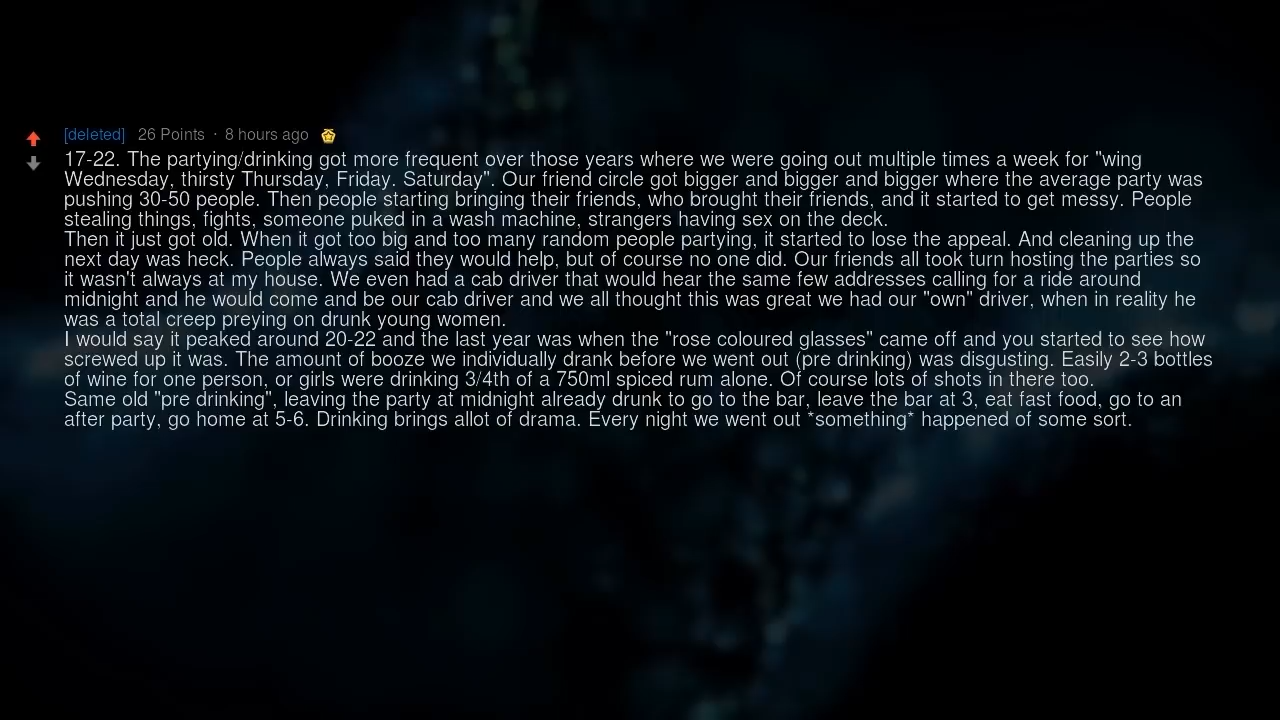 [deleted] 26 Points · 8 hours ago
17-22. The partying/drinking got more frequent over those years where we were going out multiple times a week for "wing
Wednesday, thirsty Thursday, Friday. Saturday". Our friend circle got bigger and bigger and bigger where the average party was
pushing 30-50 people. Then people starting bringing their friends, who brought their friends, and it started to get messy. People
stealing things, fights, someone puked in a wash machine, strangers having sex on the deck.
Then it just got old. When it got too big and too many random people partying, it started to lose the appeal. And cleaning up the
next day was heck. People always said they would help, but of course no one did. Our friends all took turn hosting the parties so
it wasn't always at my house. We even had a cab driver that would hear the same few addresses calling for a ride around
midnight and he would come and be our cab driver and we all thought this was great we had our "own" driver, when in reality he
was a total creep preying on drunk young women.
I would say it peaked around 20-22 and the last year was when the "rose coloured glasses" came off and you started to see how
screwed up it was. The amount of booze we individually drank before we went out (pre drinking) was disgusting. Easily 2-3 bottles
of wine for one person, or girls were drinking 3/4th of a 750ml spiced rum alone. Of course lots of shots in there too.
Same old "pre drinking", leaving the party at midnight already drunk to go to the bar, leave the bar at 3, eat fast food, go to an
after party, go home at 5-6. Drinking brings allot of drama. Every night we went out *something* happened of some sort.